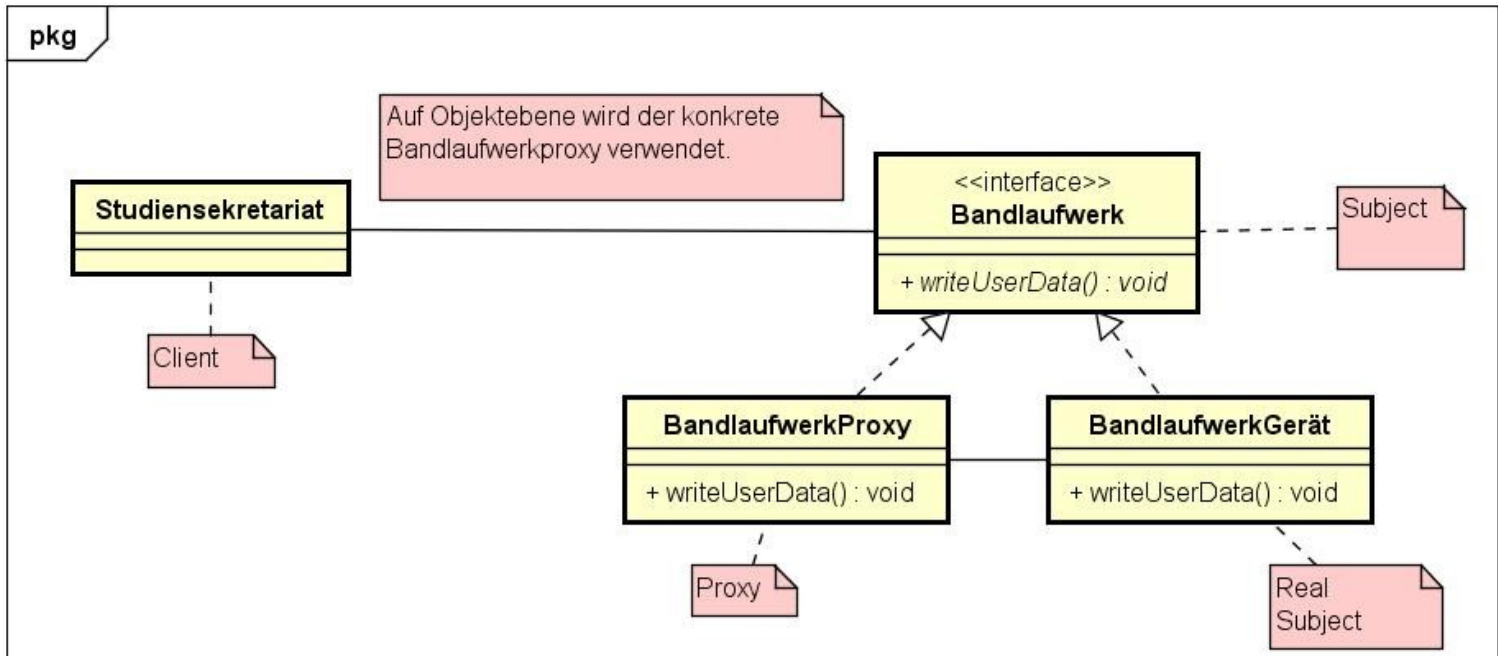 pkg
Auf Objektebene wird der konkrete
Bandlaufwerkproxy verwendet.
Studiensekretariat
<<interface>>
Bandlaufwerk
+ writeUserData() : void
Subject
Client
BandlaufwerkProxy
+ writeUserData() : void
BandlaufwerkGerät
+ writeUserData() : void
Proxy
Real
Subject